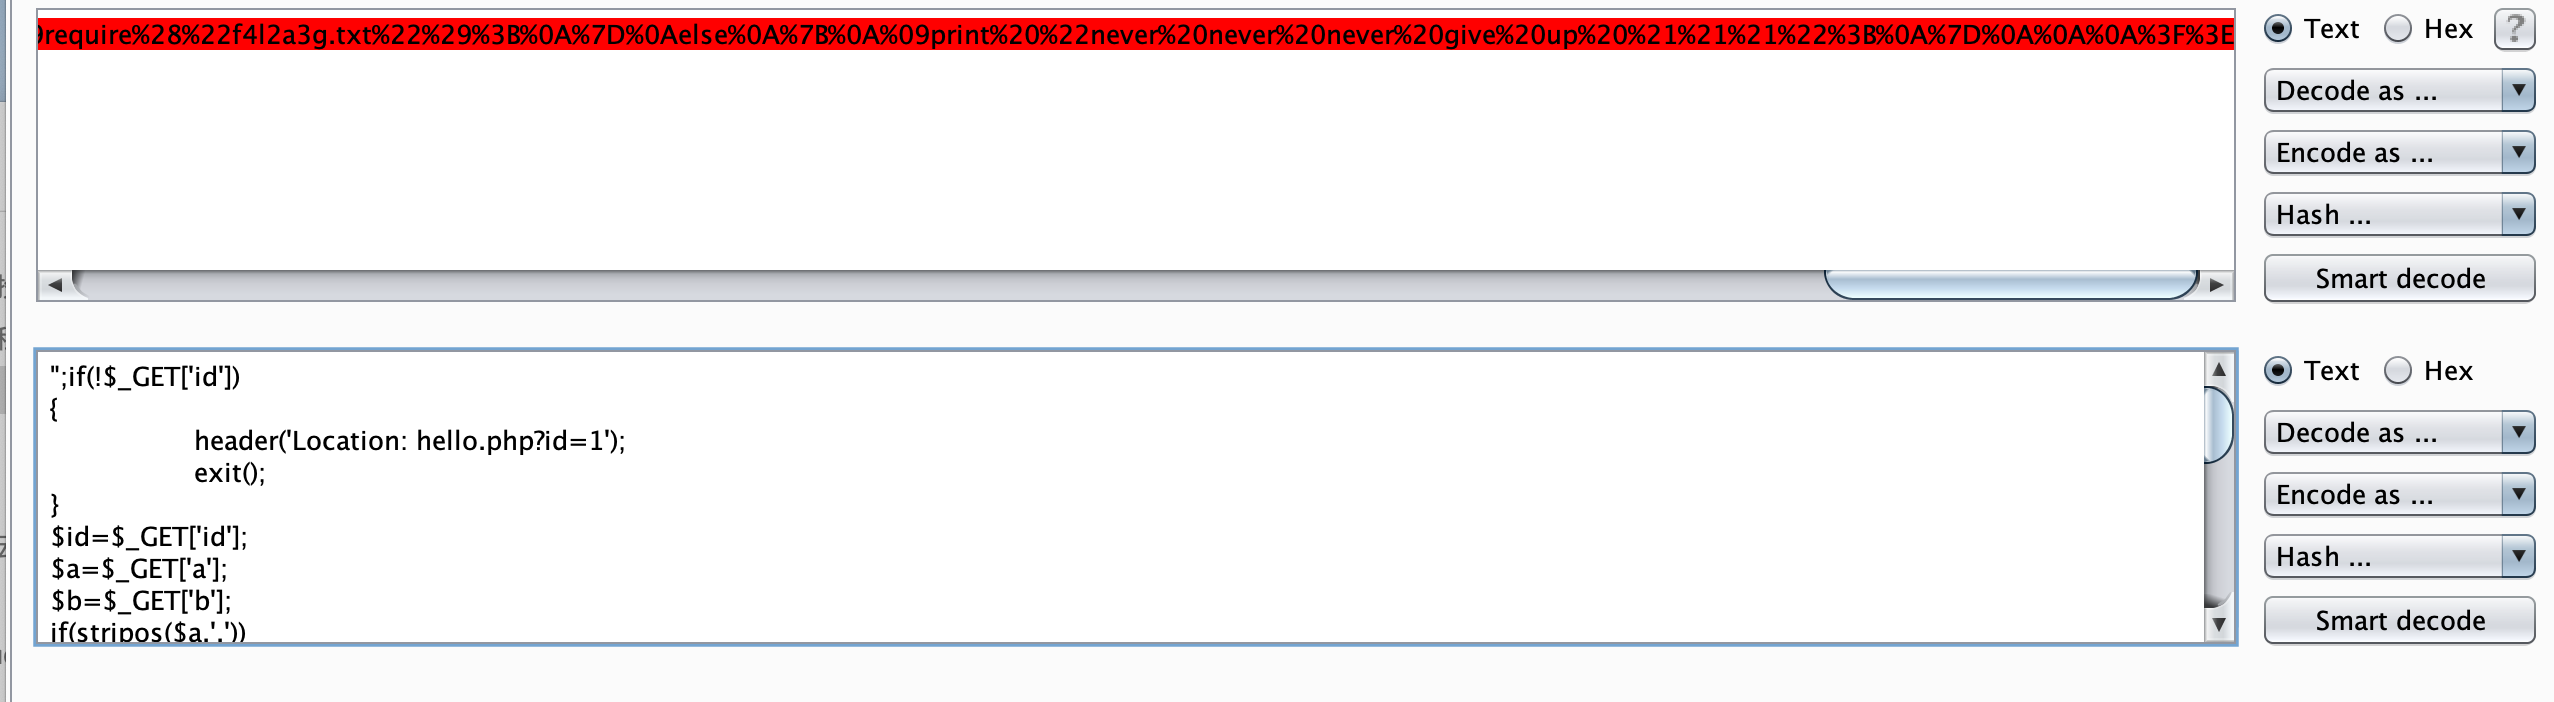 require%28%22f4l2a3g.txt%22%29%3B%0A%7D%0Aelse%0A%7B%0A%09print%20%22never%20never%20never%20give%20up%20%21%21%21%22%3B%0A%7D%0A%0A%0A%3F%3E
Text Hex ?
Decode as ...
Encode as ...
Hash ...
Smart decode
";if(!$_GET['id'])
{
header('Location: hello.php?id=1');
exit();
}
$id=$_GET['id'];
$a=$_GET['a'];
$b=$_GET['b'];
if(stripos($a,'.'))
Text Hex
Decode as ...
Encode as ...
Hash ...
Smart decode